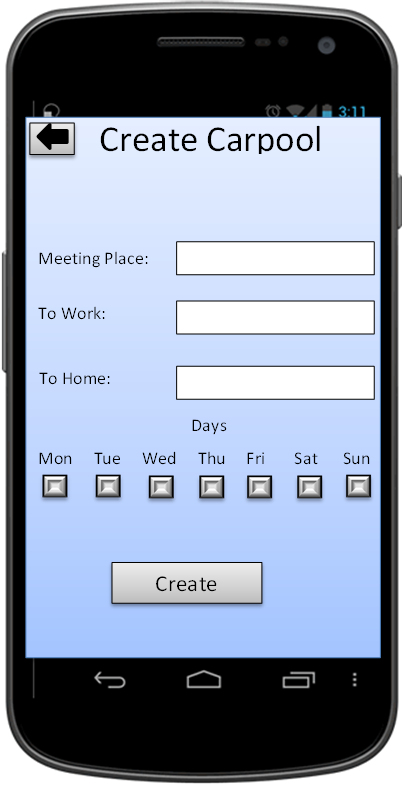 3:11
Create Carpool
Meeting Place:
To Work:
To Home:
Days
Mon Tue Wed Thu Fri Sat Sun
Create